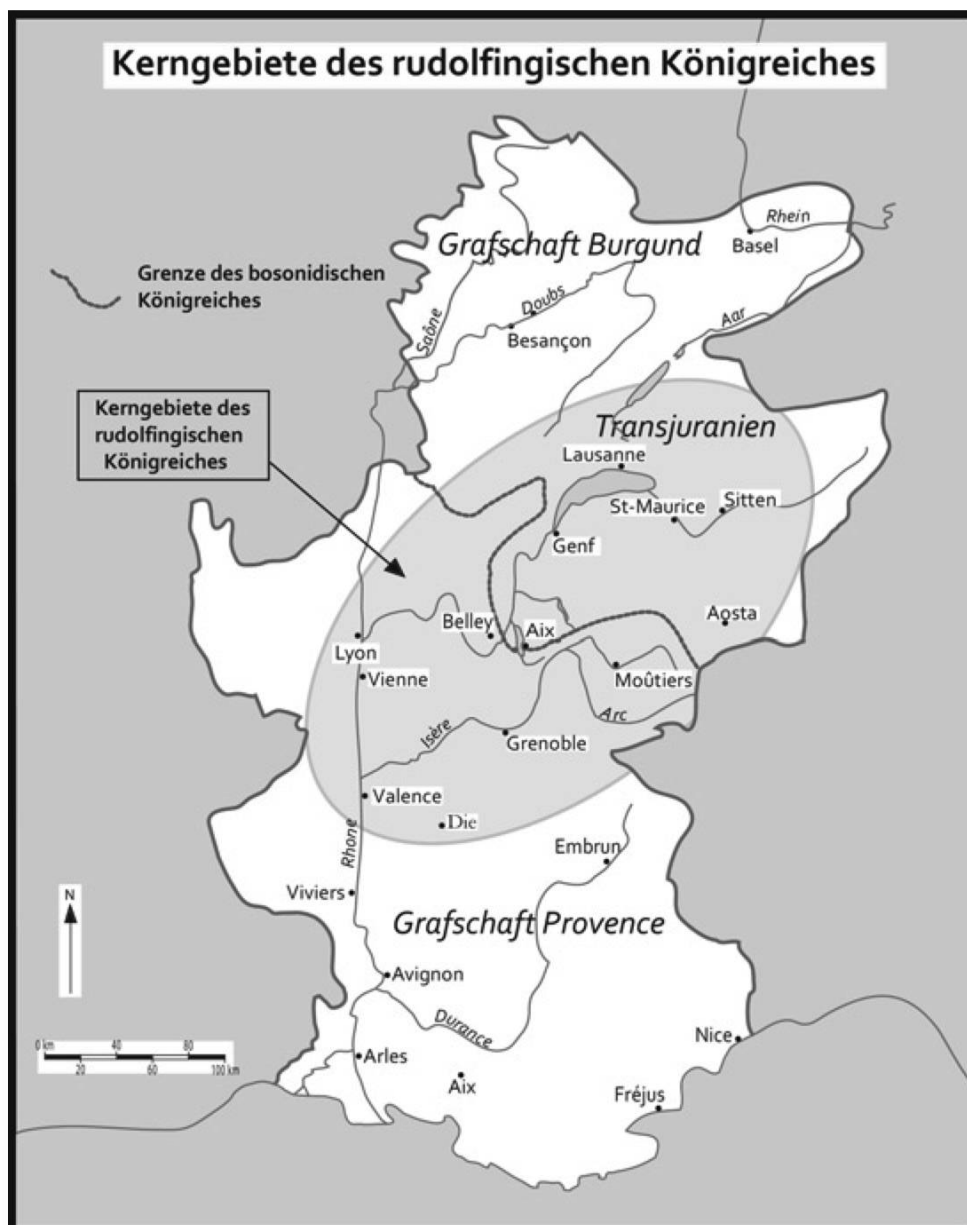 Kerngebiete des rudolfingischen Königreiches
Rhein
Grafschaft Burgund
Basel
Grenze des bosonidischen
Königreiches
Saône
Doubs
Besançon
Aar
Kerngebiete des
rudolfingischen
Königreiches
Transjuranien
Lausanne
St-Maurice
Sitten
Genf
Belley
Aix
Aosta
Lyon
Vienne
Moûtiers
Isère
Arc
Grenoble
Valence
Die
Rhone
Embrun
Viviers
N
Grafschaft Provence
Avignon
Durance
Nice
0 km 40 80
20 60 100 km
Arles
Aix
Fréjus